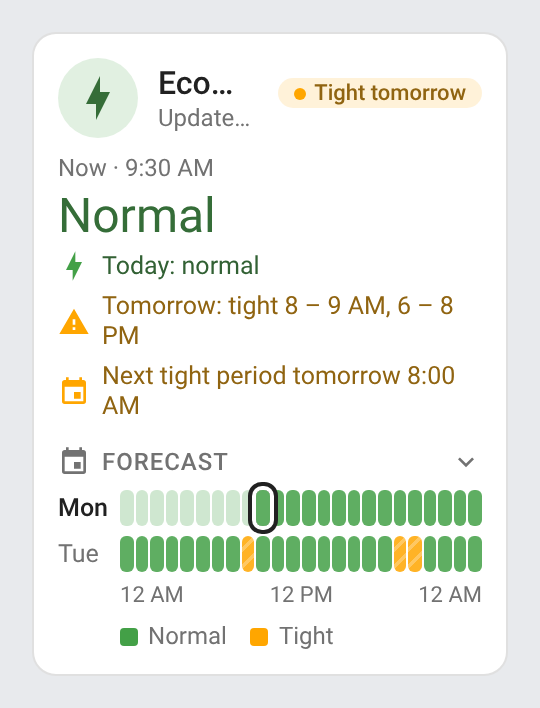 Eco...
Tight tomorrow
Update...
Now · 9:30 AM
Normal
Today: normal
Tomorrow: tight 8 – 9 AM, 6 – 8
PM
Next tight period tomorrow 8:00
AM
FORECAST
Mon
Tue
12 AM 12 PM 12 AM
Normal Tight